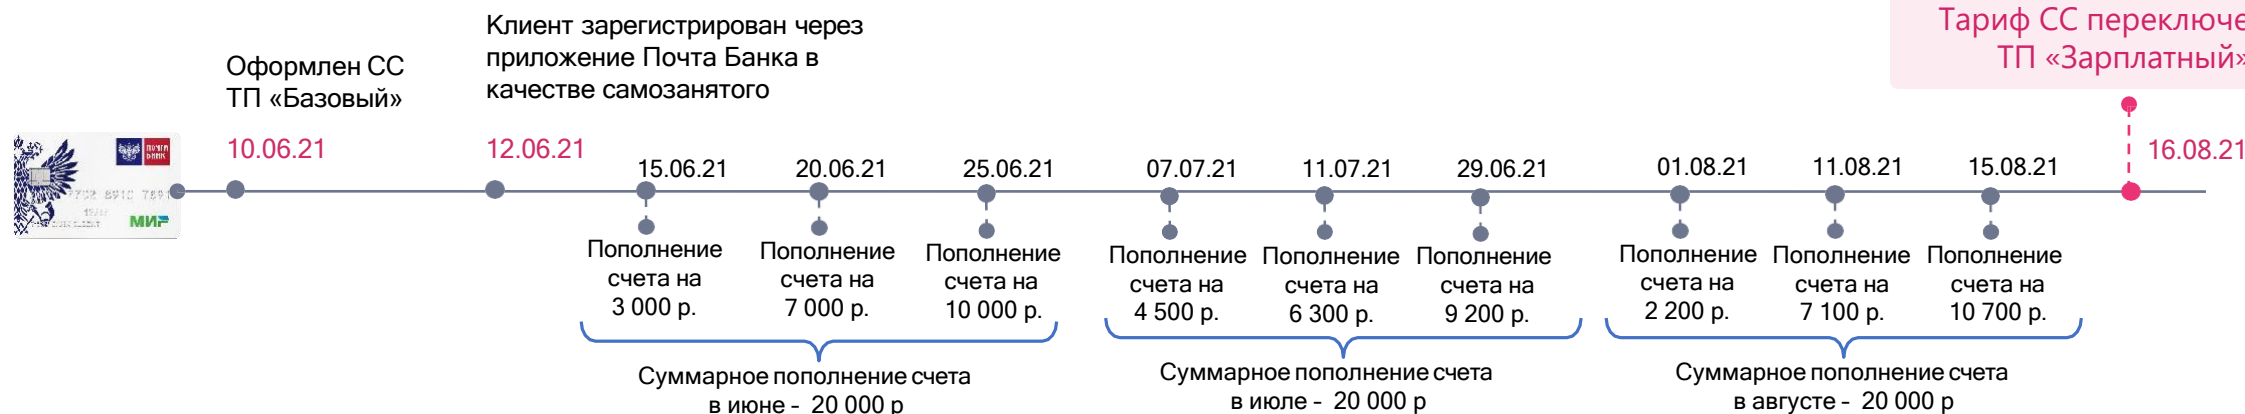 Оформлен СС
ТП «Базовый»
10.06.21
Клиент зарегистрирован через
приложение Почта Банка в
качестве самозанятого
12.06.21
Тариф СС переключе
ТП «Зарплатный»
16.08.21
ПОЧТА
БАНК
МИР
15.06.21
20.06.21
25.06.21
07.07.21
11.07.21
29.06.21
01.08.21
11.08.21
15.08.21
Пополнение
счета на
3 000 р.
Пополнение
счета на
7 000 р.
Пополнение
счета на
10 000 р.
Пополнение
счета на
4 500 р.
Пополнение
счета на
6 300 р.
Пополнение
счета на
9 200 р.
Пополнение
счета на
2 200 р.
Пополнение
счета на
7 100 р.
Пополнение
счета на
10 700 р.
Суммарное пополнение счета
в июне - 20 000 р
Суммарное пополнение счета
в июле - 20 000 р
Суммарное пополнение счета
в августе - 20 000 р